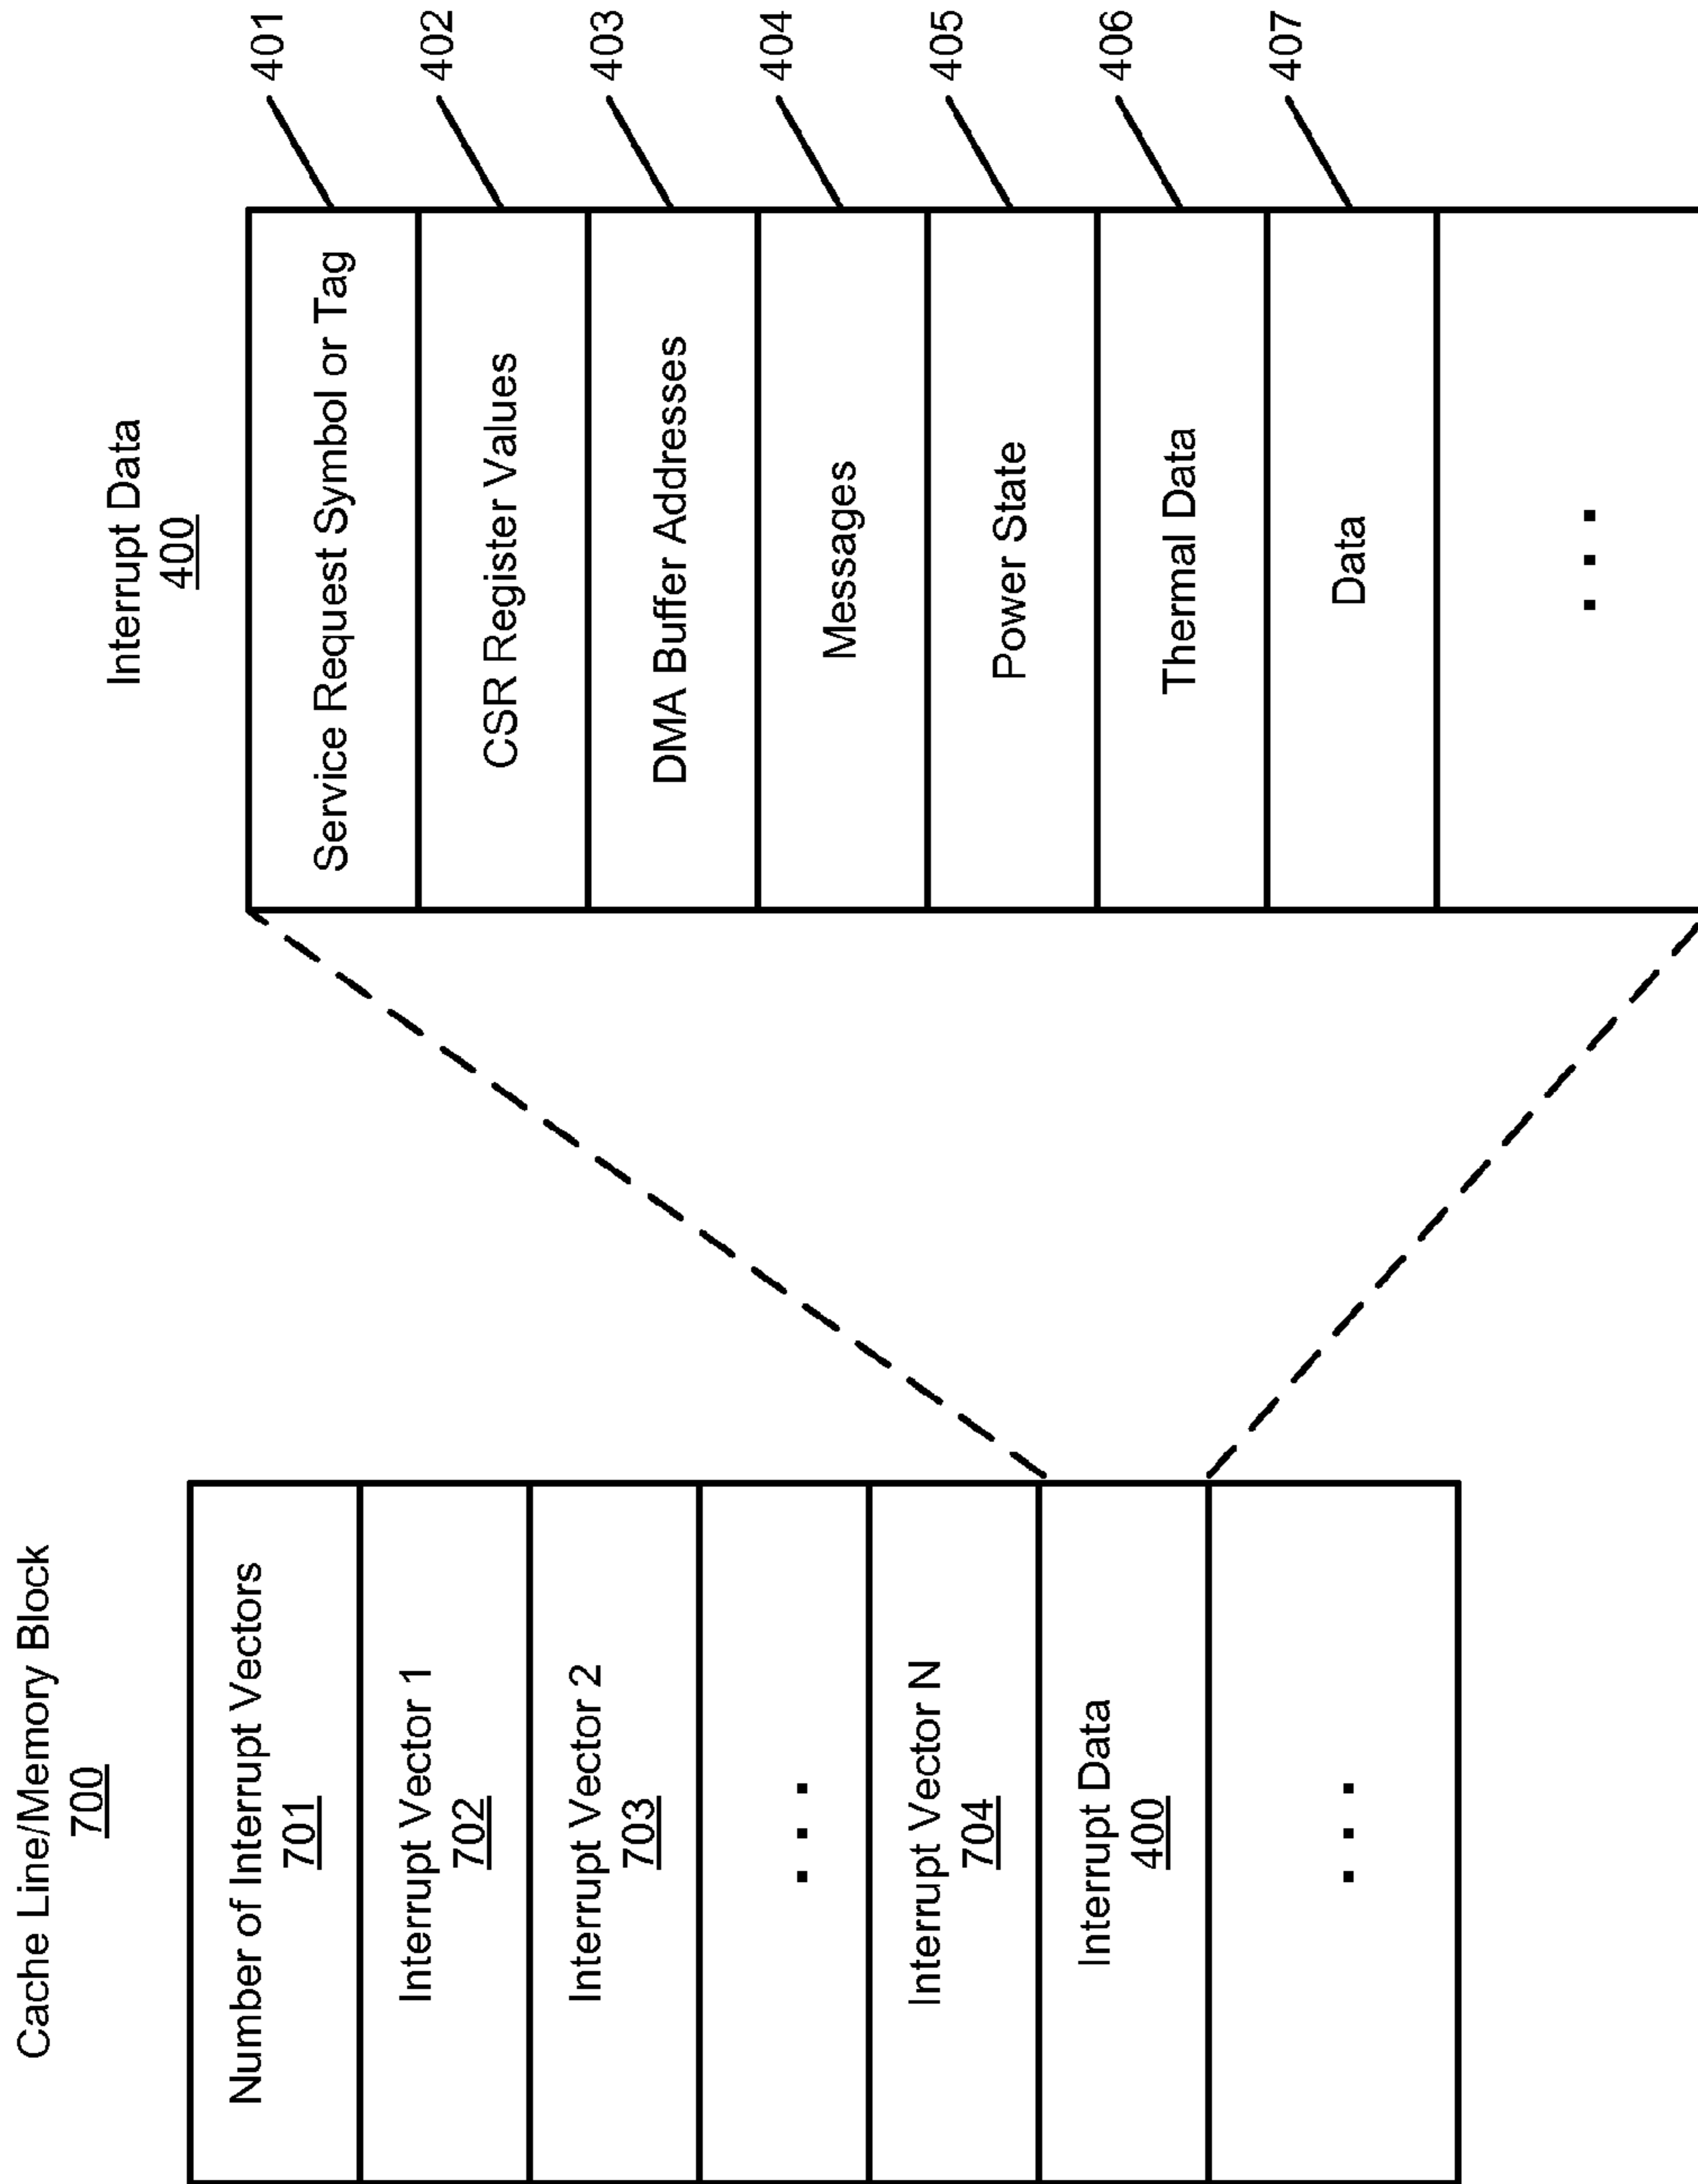 Cache Line/Memory Block
700
Number of Interrupt Vectors
701
Interrupt Vector 1
702
Interrupt Vector 2
703
. . .
Interrupt Vector N
704
Interrupt Data
400
. . .
Interrupt Data
400
Service Request Symbol or Tag
401
CSR Register Values
402
DMA Buffer Addresses
403
Messages
404
Power State
405
Thermal Data
406
Data
407
. . .